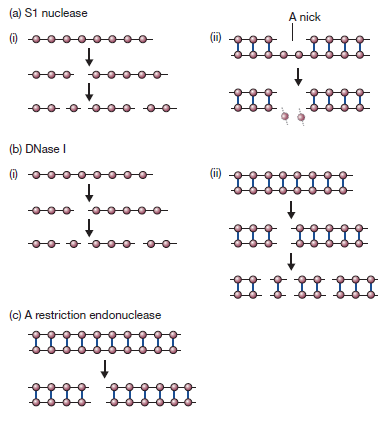 (a) S1 nuclease
A nick
(i)
(ii)
(b) DNase I
(i)
(ii)
(c) A restriction endonuclease